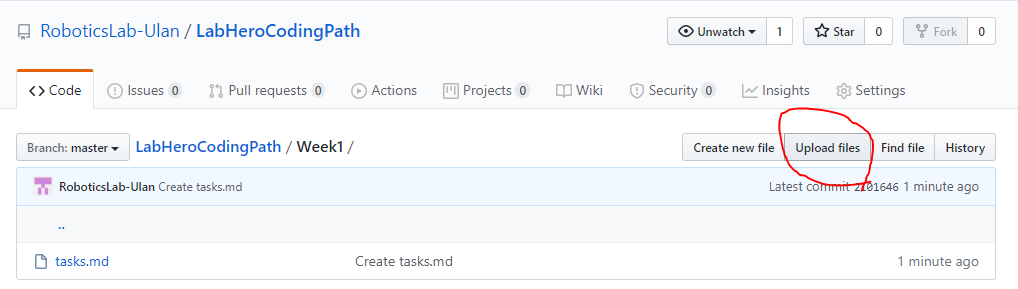 RoboticsLab-Ulan / LabHeroCodingPath
Unwatch 1 Star 0 Fork 0
Code Issues 0 Pull requests 0 Actions Projects 0 Wiki Security 0 Insights Settings
Branch: master LabHeroCodingPath / Week1 / Create new file Upload files Find file History
RoboticsLab-Ulan Create tasks.md Latest commit 2201646 1 minute ago
..
tasks.md Create tasks.md 1 minute ago